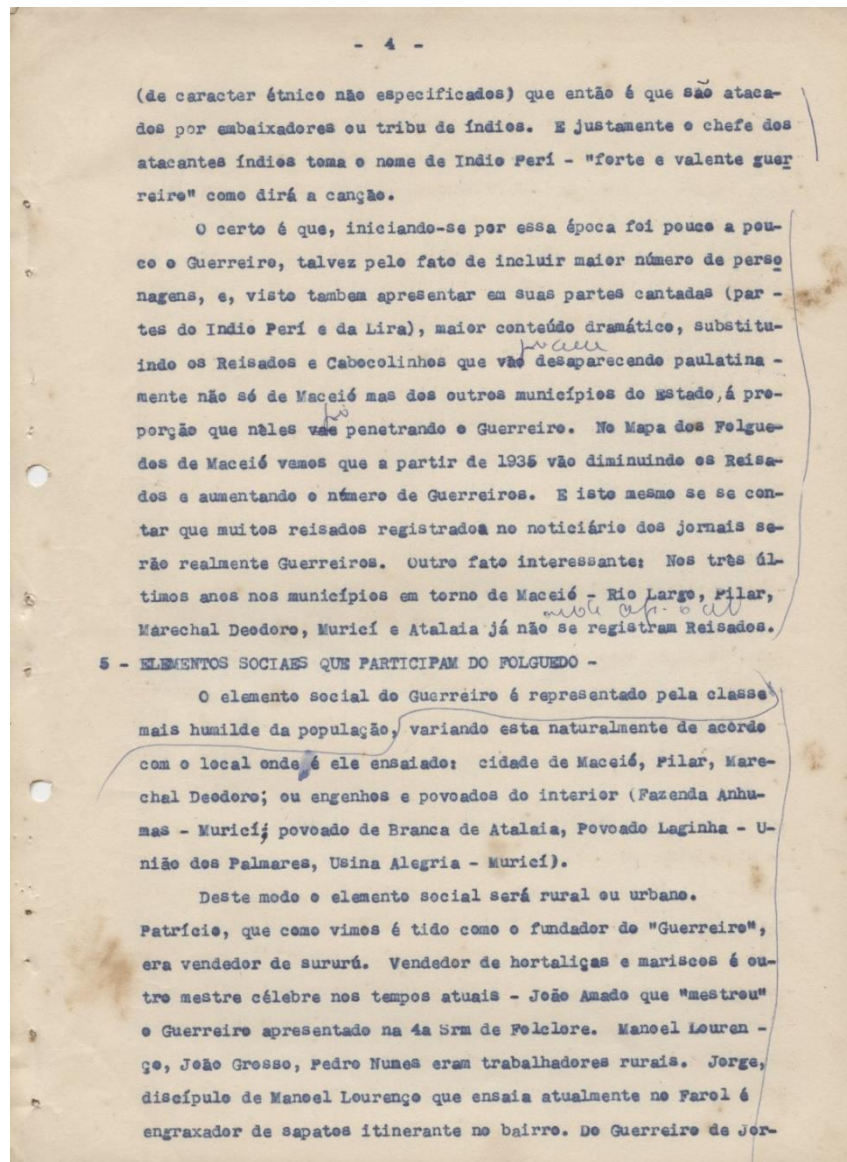 - 4 -
(de caracter étnico não especificados) que então é que são ataca-
dos por embaixadores ou tribu de índios. E justamente o chefe dos
atacantes índios toma o nome de Indio Perí - "forte e valente guer
reiro" como dirá a canção.
O certo é que, iniciando-se por essa época foi pouco a pou-
co o Guerreiro, talvez pelo fato de incluir maior número de perso
nagens, e, visto tambem apresentar em suas partes cantadas (par -
tes do Indio Perí e da Lira), maior conteúdo dramático, substitu-
indo os Reisados e Cabocolinhos que vão desaparecendo paulatina -
mente não só de Maceió mas dos outros municípios do Estado, á pro-
foi
porção que nêles vae penetrando o Guerreiro. No Mapa dos Folgue-
dos de Maceió vemos que a partir de 1935 vão diminuindo os Reisa-
dos e aumentando o número de Guerreiros. E isto mesmo se se con-
tar que muitos reisados registrados no noticiário dos jornais se-
rão realmente Guerreiros. Outro fato interessante: Nos três úl-
timos anos nos municípios em torno de Maceió - Rio Largo, Pilar,
Marechal Deodoro, Muricí e Atalaia já não se registram Reisados.
5 - ELEMENTOS SOCIAES QUE PARTICIPAM DO FOLGUEDO -
O elemento social do Guerreiro é representado pela classe
mais humilde da população, variando esta naturalmente de acôrdo
com o local onde é ele ensaiado: cidade de Maceió, Pilar, Mare-
chal Deodoro; ou engenhos e povoados do interior (Fazenda Anhu-
mas - Muricí; povoado de Branca de Atalaia, Povoado Laginha - U-
nião dos Palmares, Usina Alegria - Muricí).
Deste modo o elemento social será rural ou urbano.
Patrício, que como vimos é tido como o fundador do "Guerreiro",
era vendedor de sururú. Vendedor de hortaliças e mariscos é ou-
tro mestre célebre nos tempos atuais - João Amado que "mestrou"
o Guerreiro apresentado na 4a Srm de Folclore. Manoel Louren -
ço, João Grosso, Pedro Nunes eram trabalhadores rurais. Jorge,
discípulo de Manoel Lourenço que ensaia atualmente no Farol é
engraxador de sapatos itinerante no bairro. Do Guerreiro de Jor-